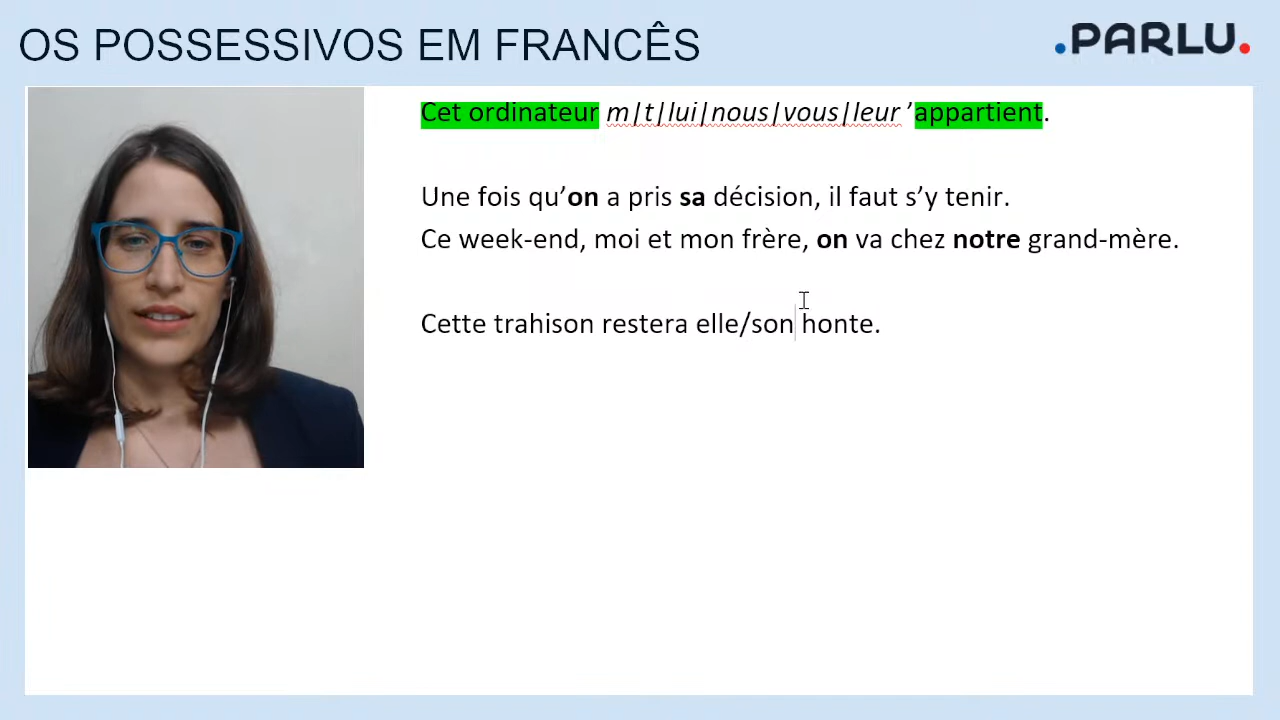 OS POSSESSIVOS EM FRANCÊS
.PARLU.
Cet ordinateur m|t|lui|nous|vous|leur ’appartient.
Une fois qu’on a pris sa décision, il faut s’y tenir.
Ce week-end, moi et mon frère, on va chez notre grand-mère.
Cette trahison restera elle/son honte.